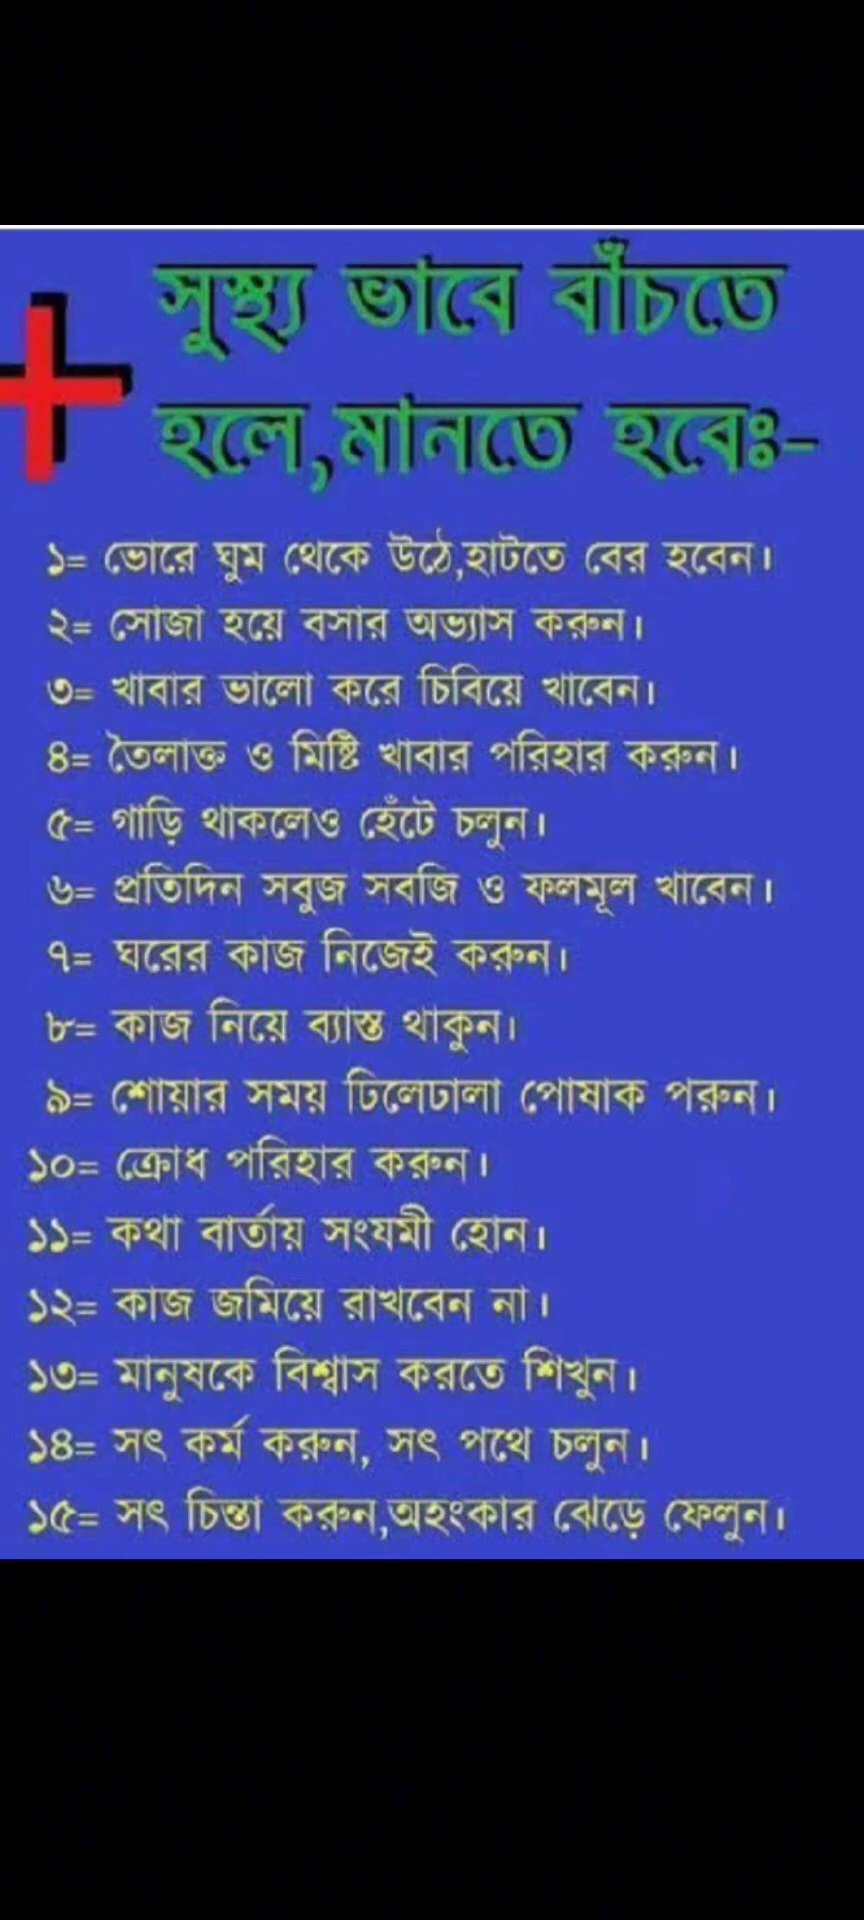 সুস্থ্য ভাবে বাঁচতে
হলে,মানতে হবেঃ-
১= ভোরে ঘুম থেকে উঠে,হাটতে বের হবেন।
২= সোজা হয়ে বসার অভ্যাস করুন।
৩= খাবার ভালো করে চিবিয়ে খাবেন।
৪= তৈলাক্ত ও মিষ্টি খাবার পরিহার করুন।
৫= গাড়ি থাকলেও হেঁটে চলুন।
৬= প্রতিদিন সবুজ সবজি ও ফলমূল খাবেন।
৭= ঘরের কাজ নিজেই করুন।
৮= কাজ নিয়ে ব্যাস্ত থাকুন।
৯= শোয়ার সময় ঢিলেঢালা পোষাক পরুন।
১০= ক্রোধ পরিহার করুন।
১১= কথা বার্তায় সংযমী হোন।
১২= কাজ জমিয়ে রাখবেন না।
১৩= মানুষকে বিশ্বাস করতে শিখুন।
১৪= সৎ কর্ম করুন, সৎ পথে চলুন।
১৫= সৎ চিন্তা করুন,অহংকার ঝেড়ে ফেলুন।